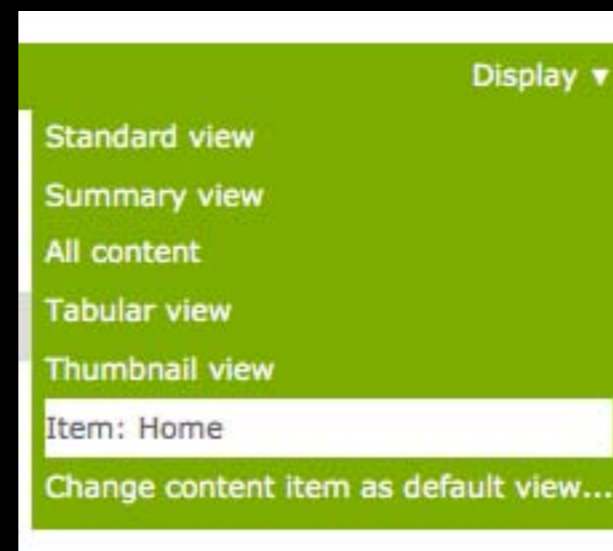 Display ▼
Standard view
Summary view
All content
Tabular view
Thumbnail view
Item: Home
Change content item as default view...